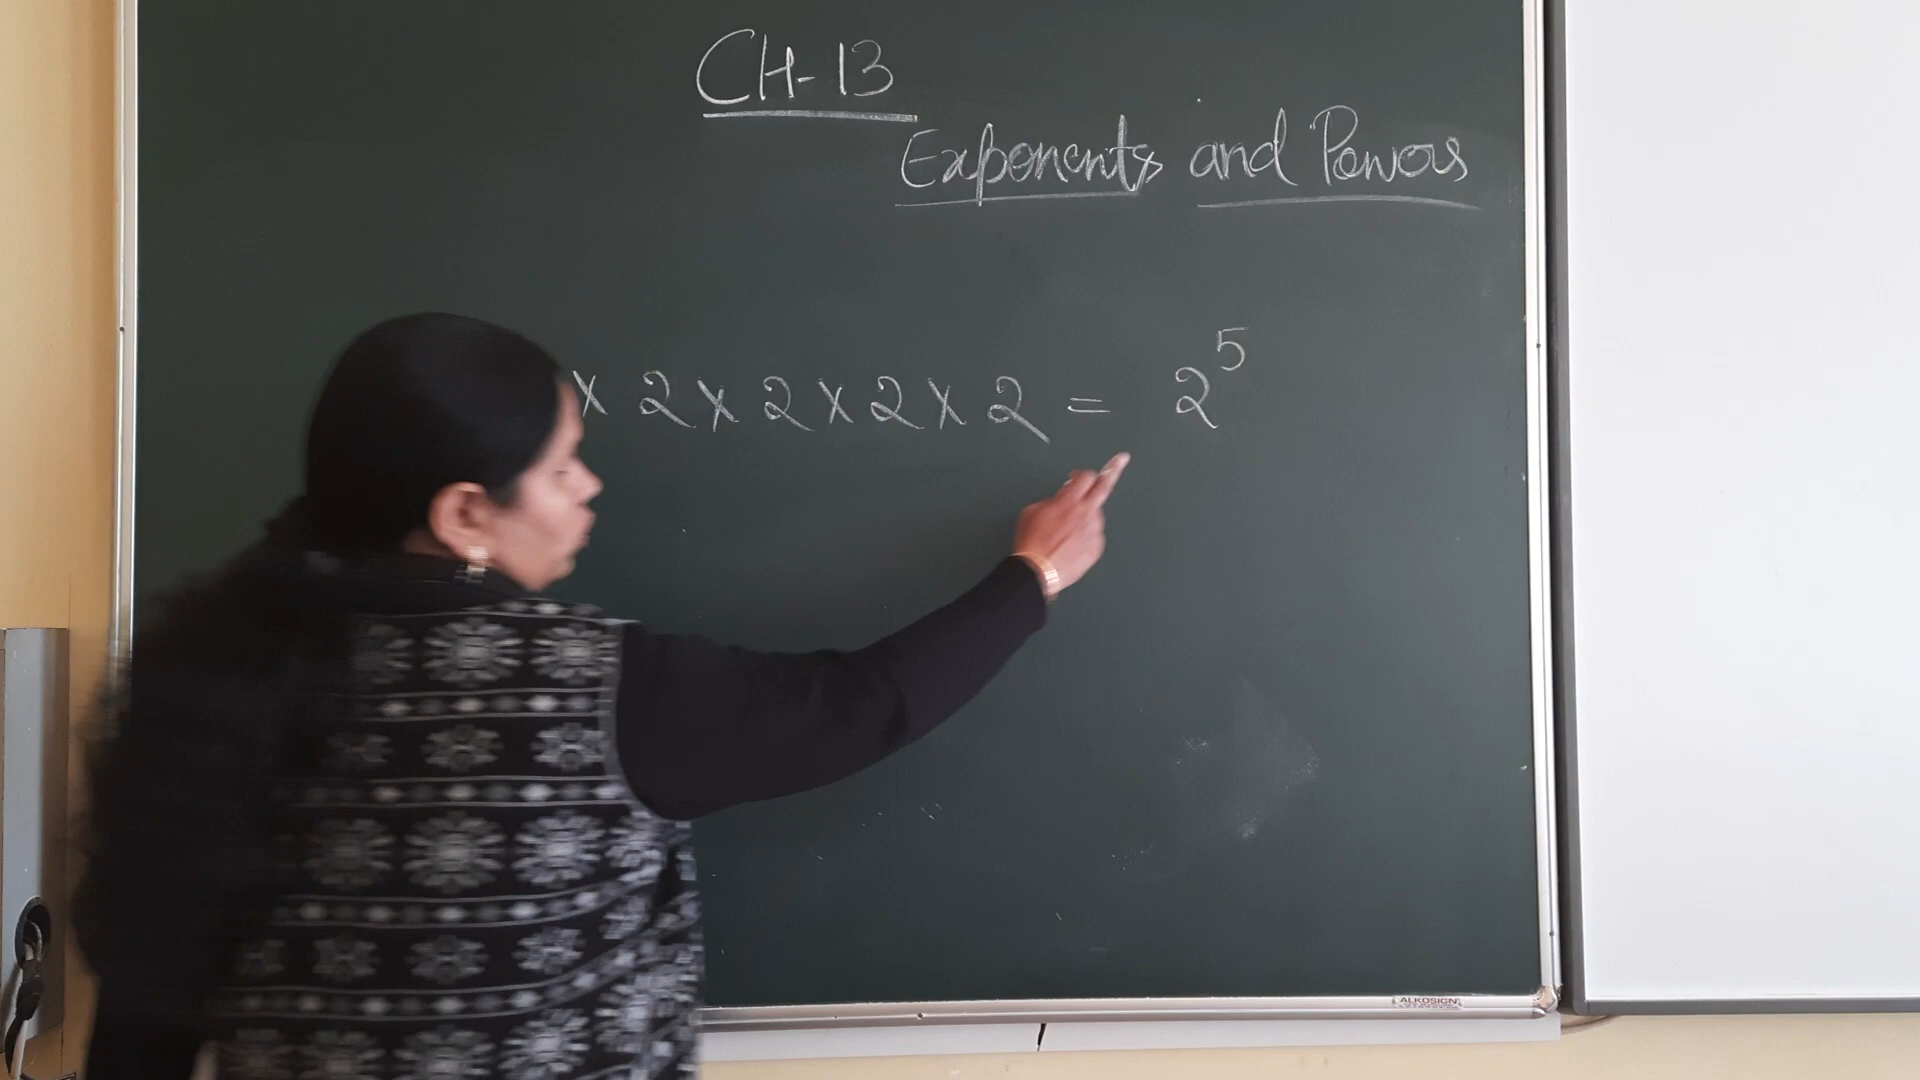 CH-13
Exponents and Powers
x 2 x 2 x 2 x 2 = 2⁵
ALKOSIGN